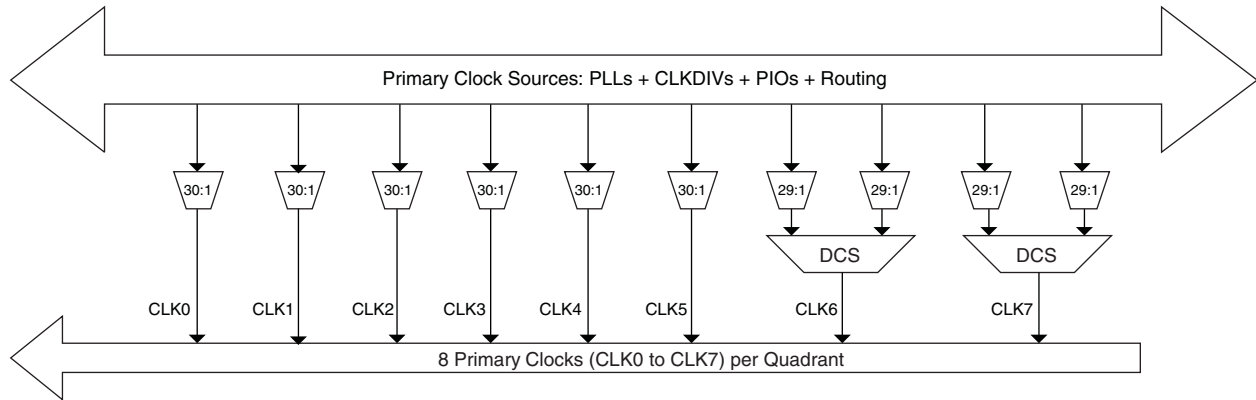 Primary Clock Sources: PLLs + CLKDIVs + PIOs + Routing
30:1
30:1
30:1
30:1
30:1
30:1
29:1
29:1
29:1
29:1
DCS
DCS
CLK0
CLK1
CLK2
CLK3
CLK4
CLK5
CLK6
CLK7
8 Primary Clocks (CLK0 to CLK7) per Quadrant